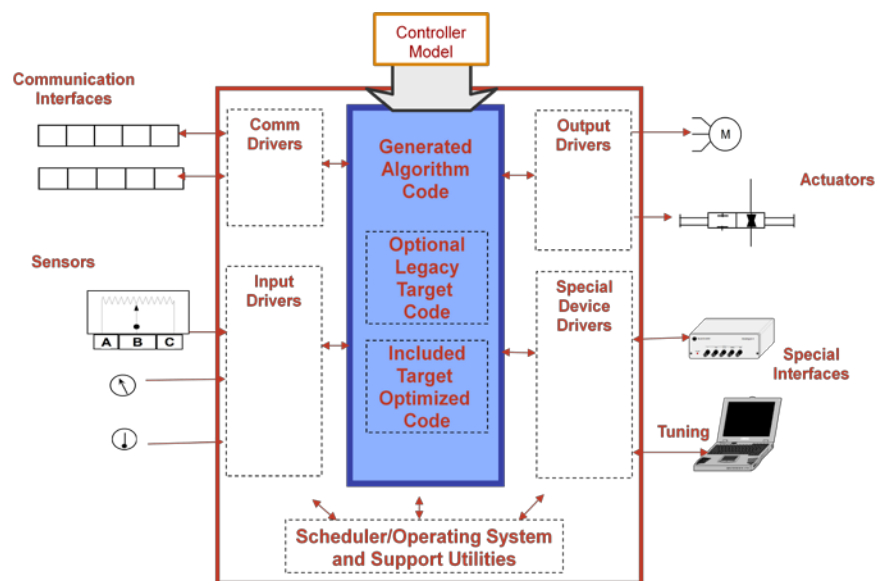 Controller
Model
Communication
Interfaces
Comm
Drivers
Generated
Algorithm
Code
Output
Drivers
M
Actuators
Optional
Legacy
Target
Code
Sensors
Input
Drivers
Special
Device
Drivers
A B C
Included
Target
Optimized
Code
Special
Interfaces
Tuning
Scheduler/Operating System
and Support Utilities